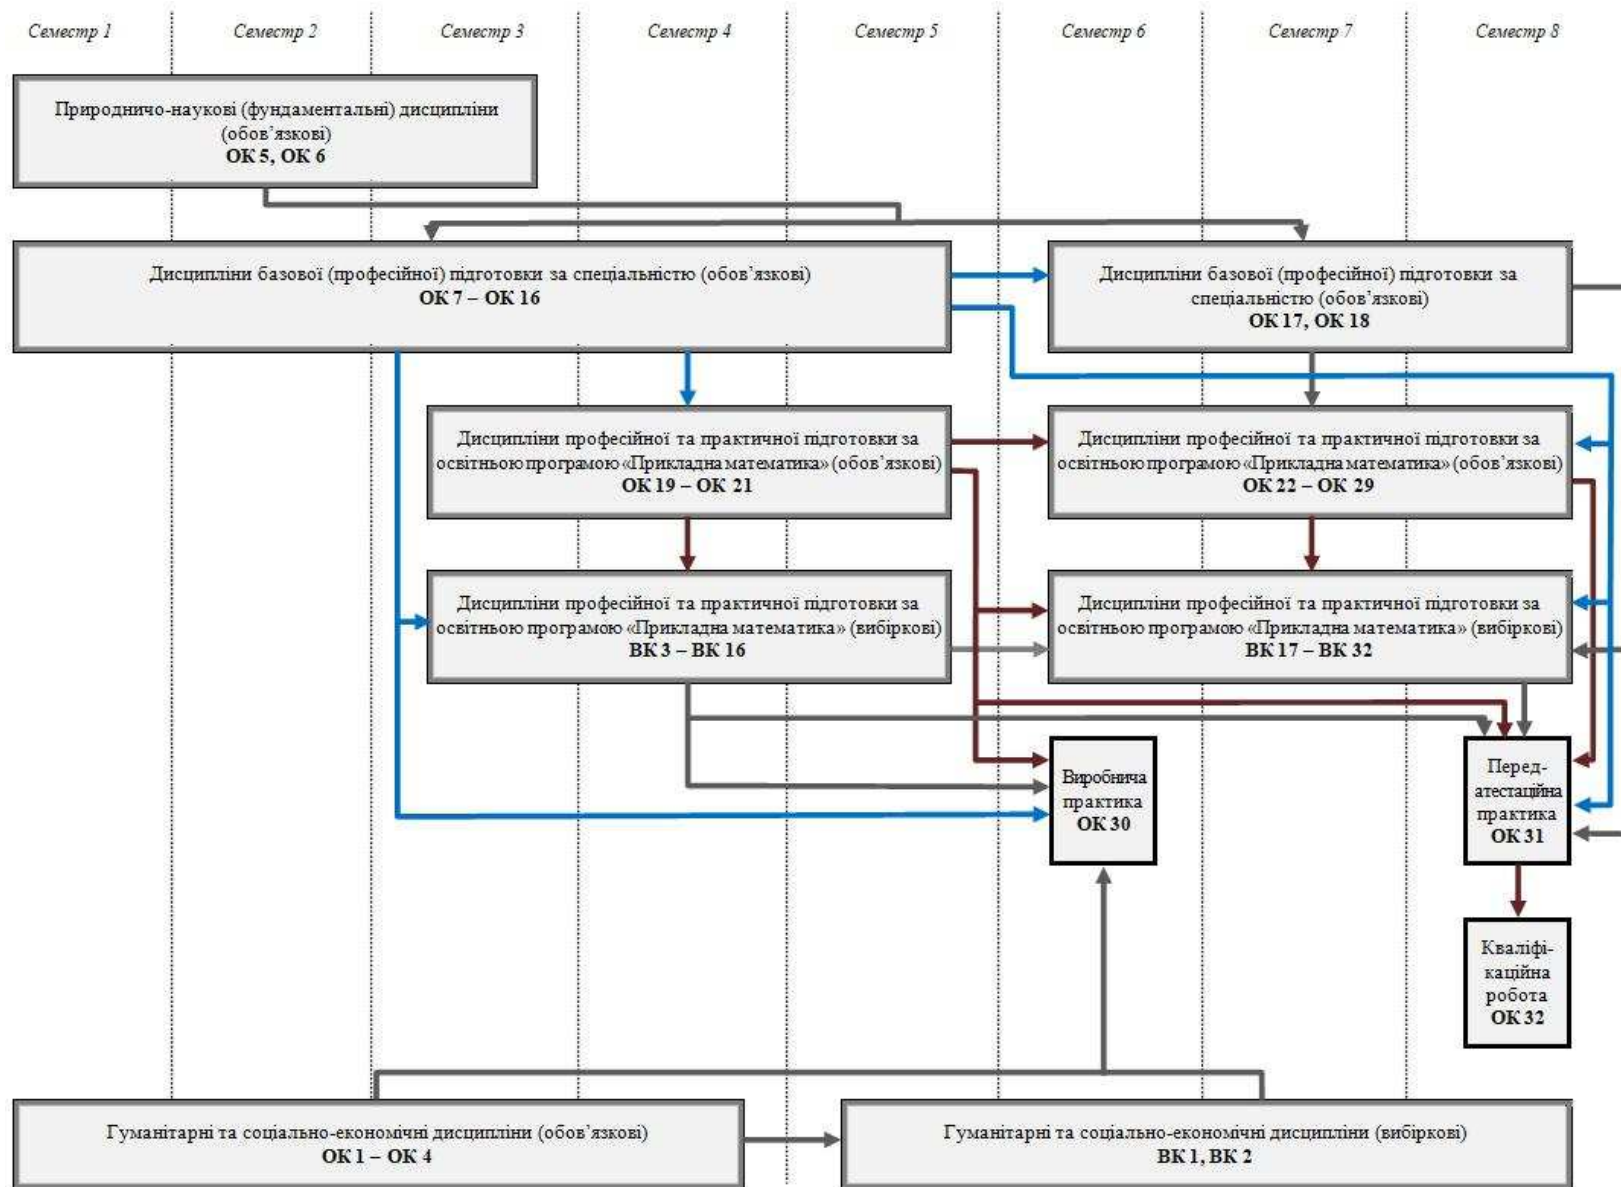 Семестр 1 Семестр 2 Семестр 3 Семестр 4 Семестр 5 Семестр 6 Семестр 7 Семестр 8
Природничо-наукові (фундаментальні) дисципліни
(обов’язкові)
ОК 5, ОК 6
Дисципліни базової (професійної) підготовки за спеціальністю (обов’язкові)
ОК 7 – ОК 16
Дисципліни базової (професійної) підготовки за
спеціальністю (обов’язкові)
ОК 17, ОК 18
Дисципліни професійної та практичної підготовки за
освітньою програмою «Прикладна математика» (обов’язкові)
ОК 19 – ОК 21
Дисципліни професійної та практичної підготовки за
освітньою програмою «Прикладна математика» (обов’язкові)
ОК 22 – ОК 29
Дисципліни професійної та практичної підготовки за
освітньою програмою «Прикладна математика» (вибіркові)
ВК 3 – ВК 16
Дисципліни професійної та практичної підготовки за
освітньою програмою «Прикладна математика» (вибіркові)
ВК 17 – ВК 32
Виробнича
практика
ОК 30
Перед-
атестаційна
практика
ОК 31
Кваліфі-
каційна
робота
ОК 32
Гуманітарні та соціально-економічні дисципліни (обов’язкові)
ОК 1 – ОК 4
Гуманітарні та соціально-економічні дисципліни (вибіркові)
ВК 1, ВК 2